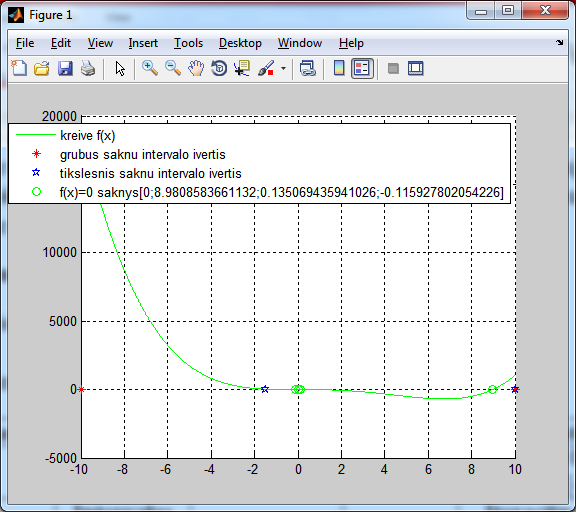 Figure 1
File Edit View Insert Tools Desktop Window Help
20000
kreive f(x)
grubus saknu intervalo ivertis
tikslesnis saknu intervalo ivertis
f(x)=0 saknys[0;8.9808583661132;0.135069435941026;-0.115927802054226]
10000
5000
0
-5000
-10 -8 -6 -4 -2 0 2 4 6 8 10